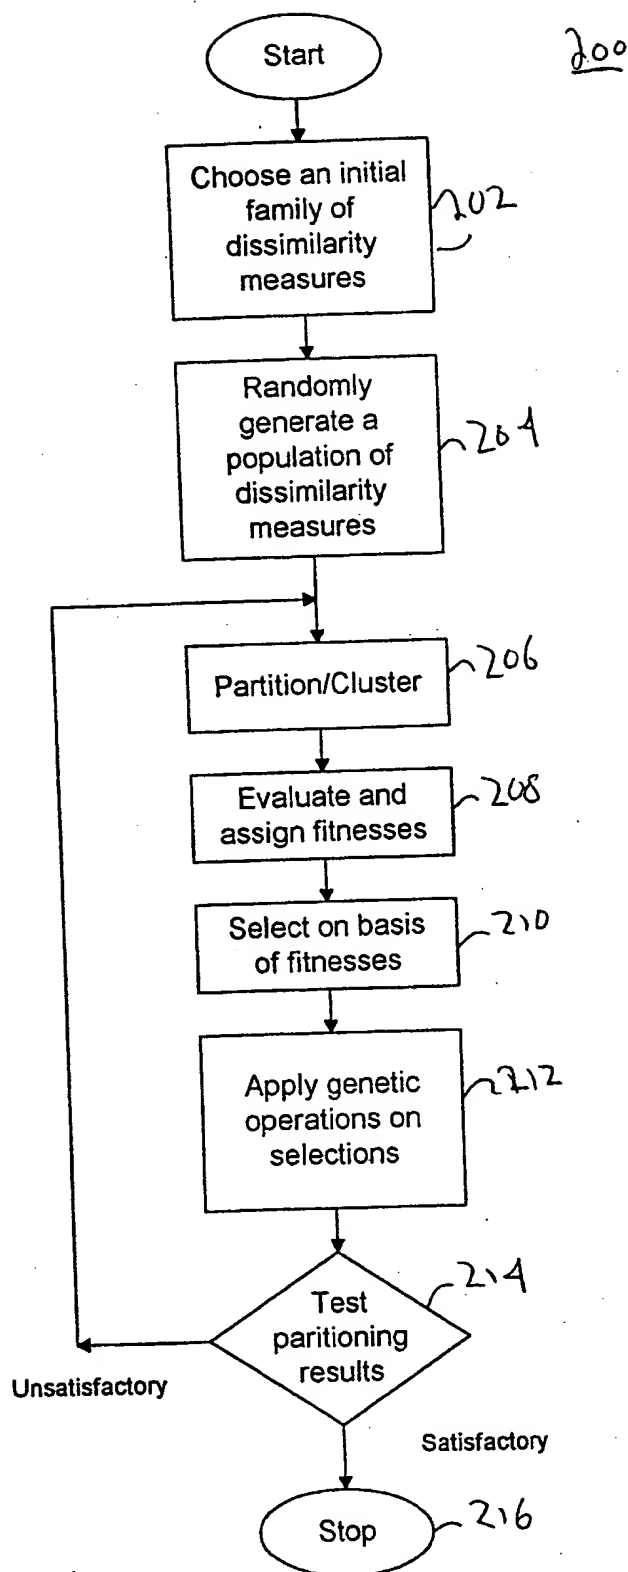 Start
200
Choose an initial
family of
dissimilarity
measures
202
Randomly
generate a
population of
dissimilarity
measures
204
Partition/Cluster
206
Evaluate and
assign fitnesses
208
Select on basis
of fitnesses
210
Apply genetic
operations on
selections
212
Test
paritioning
results
214
Unsatisfactory
Satisfactory
Stop
216